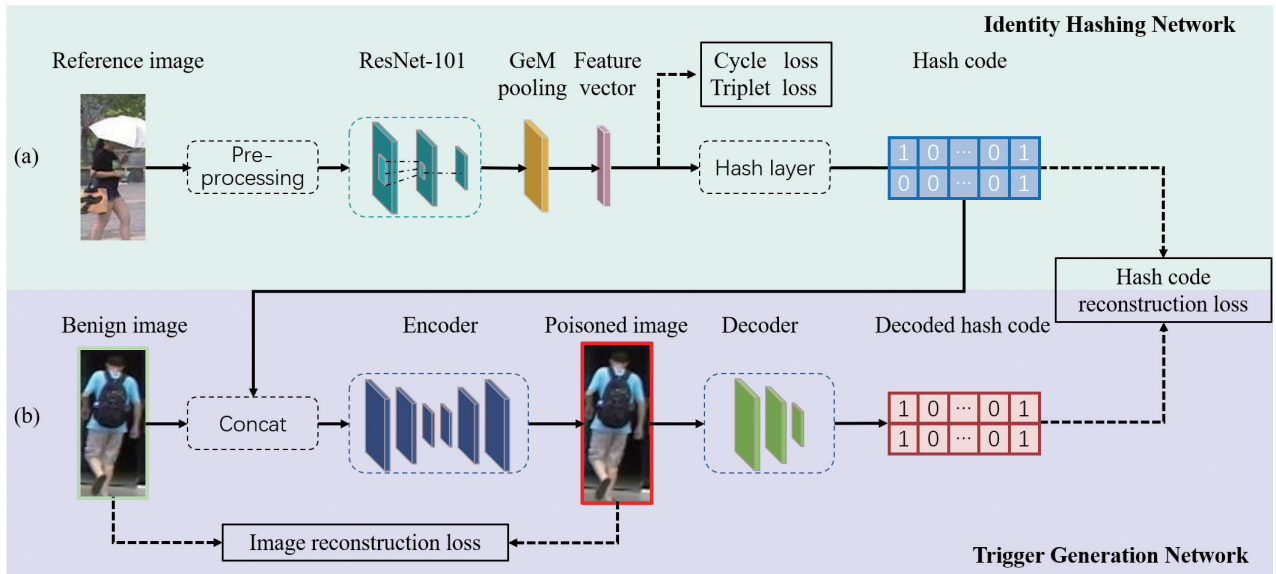 Identity Hashing Network
Reference image
ResNet-101
GeM
pooling
Feature
vector
Cycle loss
Triplet loss
Hash code
(a)
Pre-
processing
Hash layer
1 0 ··· 0 1
0 0 ··· 0 1
Hash code
reconstruction loss
Benign image
Encoder
Poisoned image
Decoder
Decoded hash code
(b)
Concat
1 0 ··· 0 1
1 0 ··· 0 1
Image reconstruction loss
Trigger Generation Network